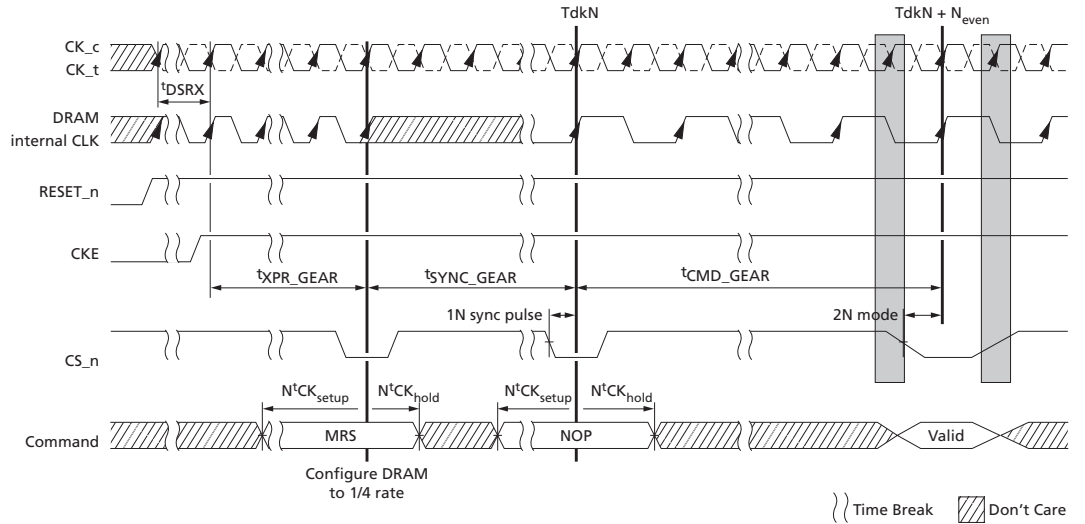 TdkN
TdkN + Neven
CK_c
CK_t
tDSRX
DRAM
internal CLK
RESET_n
CKE
tXPR_GEAR
tSYNC_GEAR
tCMD_GEAR
1N sync pulse
2N mode
CS_n
NtCKsetup
NtCKhold
NtCKsetup
NtCKhold
Command
MRS
NOP
Valid
Configure DRAM
to 1/4 rate
Time Break
Don't Care